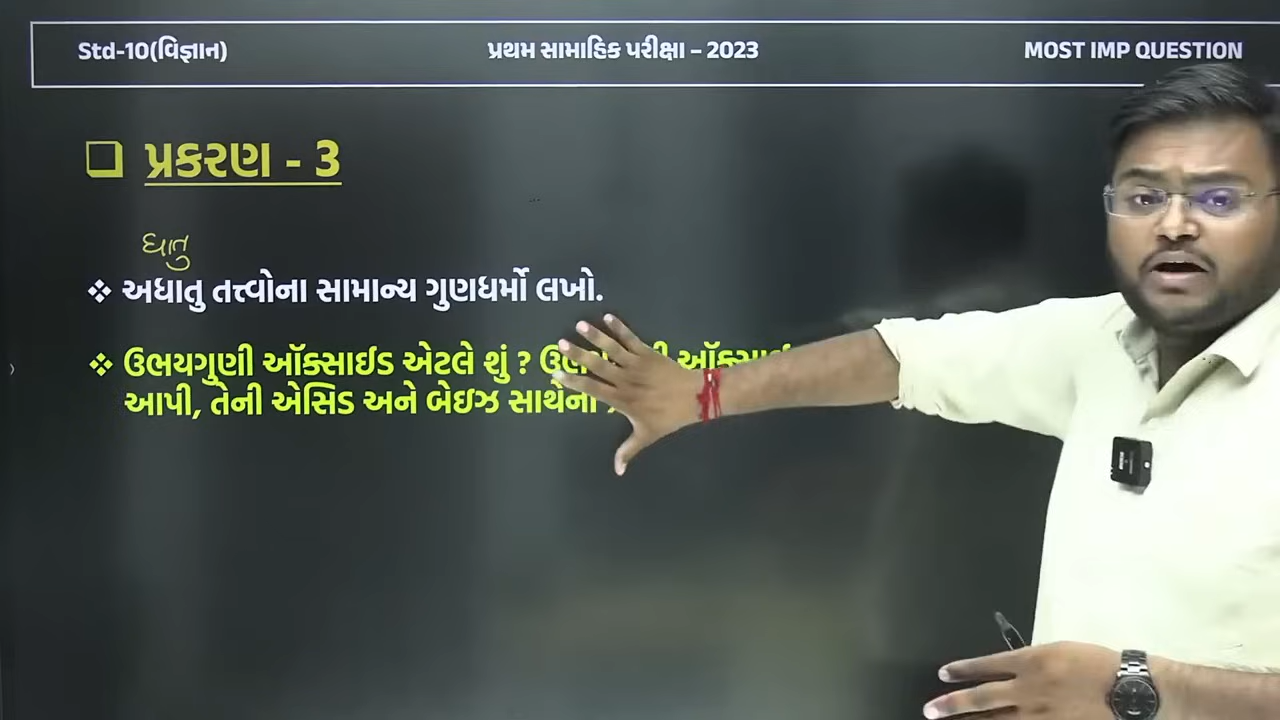 Std-10(વિજ્ઞાન)
પ્રથમ સામાહિક પરીક્ષા – 2023
MOST IMP QUESTION
પ્રકરણ - 3
ધાતુ
❖ અધાતુ તત્ત્વોના સામાન્ય ગુણધર્મો લખો.
❖ ઉભયગુણી ઑક્સાઈડ એટલે શું ?
આપી, તેની એસિડ અને બેઇઝ સાથેની